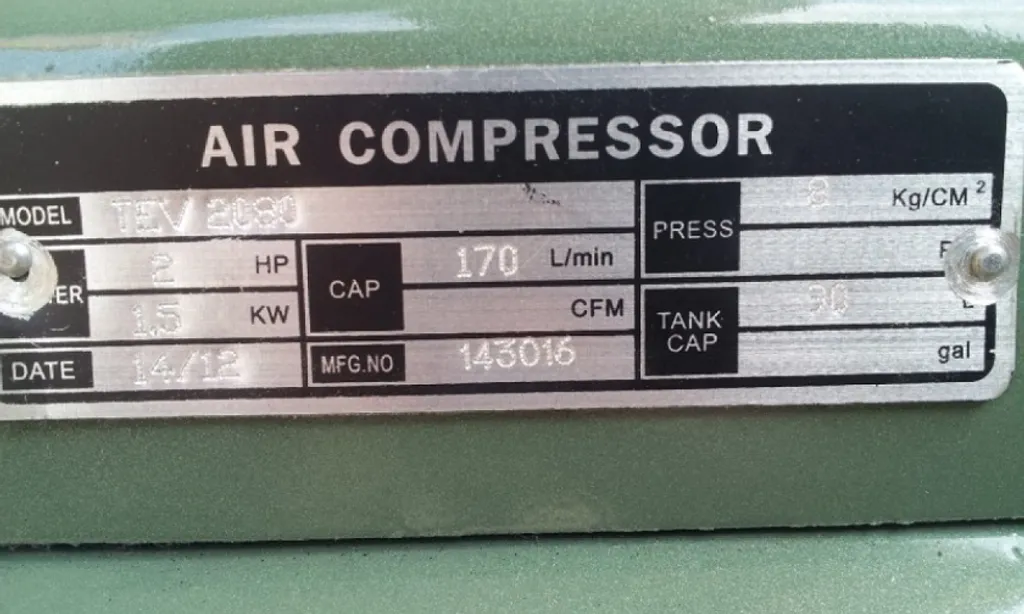 AIR COMPRESSOR
MODEL TEV 2090
2 HP
1.5 KW
DATE 14/12
CAP 170 L/min
CFM
MFG.NO 143016
PRESS 8 Kg/CM²
TANK CAP 90 L
gal